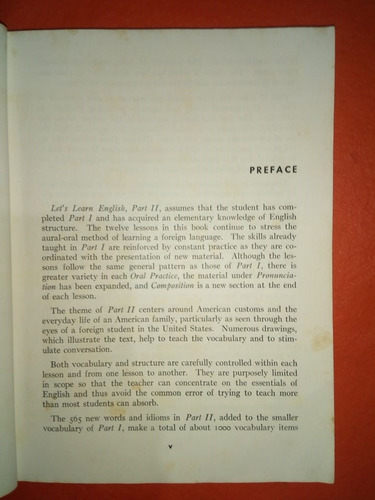 PREFACE
Let's Learn English, Part II, assumes that the student has com-
pleted Part I and has acquired an elementary knowledge of English
structure. The twelve lessons in this book continue to stress the
aural-oral method of learning a foreign language. The skills already
taught in Part I are reinforced by constant practice as they are co-
ordinated with the presentation of new material. Although the les-
sons follow the same general pattern as those of Part I, there is
greater variety in each Oral Practice, the material under Pronuncia-
tion has been expanded, and Composition is a new section at the end
of each lesson.
The theme of Part II centers around American customs and the
everyday life of an American family, particularly as seen through the
eyes of a foreign student in the United States. Numerous drawings,
which illustrate the text, help to teach the vocabulary and to stim-
ulate conversation.
Both vocabulary and structure are carefully controlled within each
lesson and from one lesson to another. They are purposely limited
in scope so that the teacher can concentrate on the essentials of
English and thus avoid the common error of trying to teach more
than most students can absorb.
The 565 new words and idioms in Part II, added to the smaller
vocabulary of Part I, make a total of about 1000 vocabulary items
v